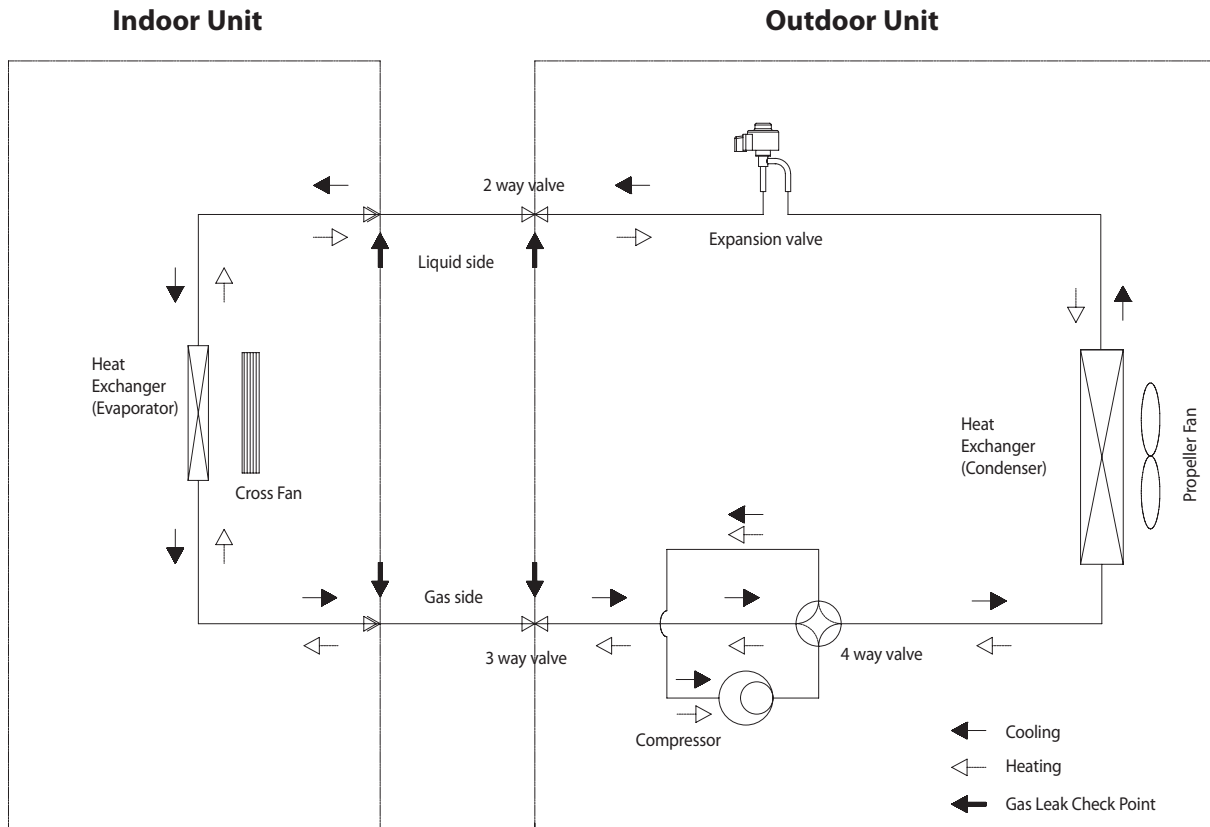 Indoor Unit
Outdoor Unit
2 way valve
Expansion valve
Liquid side
Heat
Exchanger
(Evaporator)
Cross Fan
Heat
Exchanger
(Condenser)
Propeller Fan
Gas side
3 way valve
4 way valve
Compressor
Cooling
Heating
Gas Leak Check Point